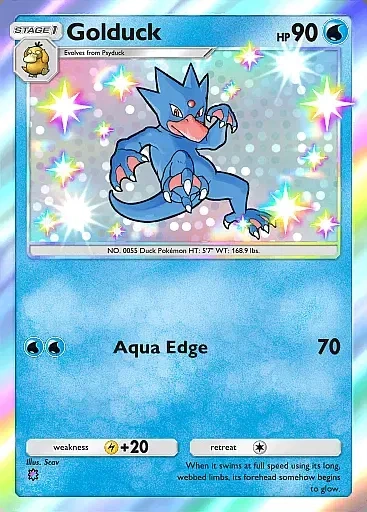 STAGE 1 Golduck HP 90
Evolves from Psyduck
NO. 0055 Duck Pokémon HT: 5'7" WT: 168.9 lbs.
Aqua Edge 70
weakness +20 retreat
Illus. Scav
When it swims at full speed using its long,
webbed limbs, its forehead somehow begins
to glow.